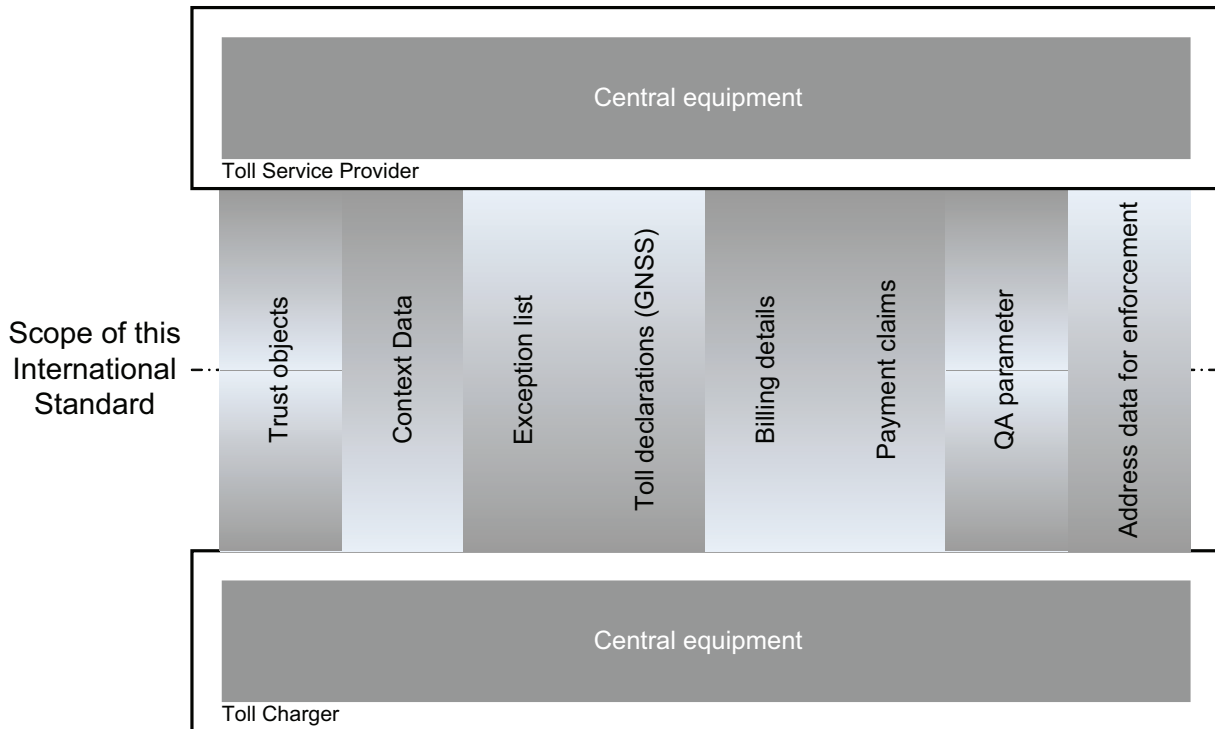 Central equipment
Toll Service Provider
Scope of this
International
Standard
Trust objects
Context Data
Exception list
Toll declarations (GNSS)
Billing details
Payment claims
QA parameter
Address data for enforcement
Central equipment
Toll Charger